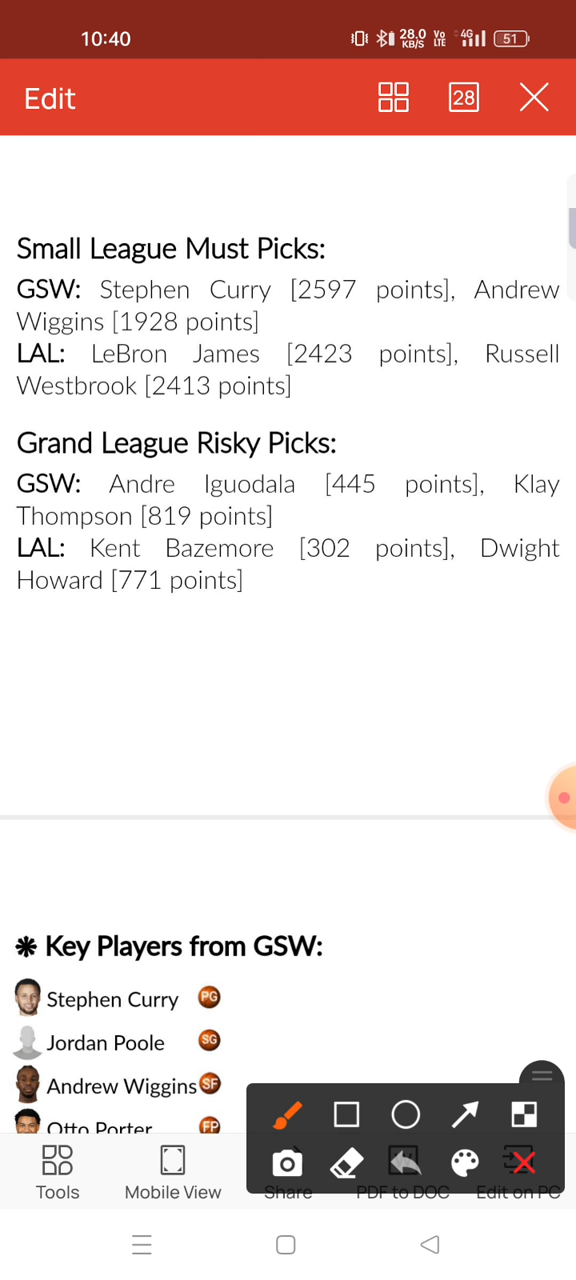 10:40
28.0 KB/S Vo LTE 4G 51
Edit
28
Small League Must Picks:
GSW: Stephen Curry [2597 points], Andrew
Wiggins [1928 points]
LAL: LeBron James [2423 points], Russell
Westbrook [2413 points]
Grand League Risky Picks:
GSW: Andre Iguodala [445 points], Klay
Thompson [819 points]
LAL: Kent Bazemore [302 points], Dwight
Howard [771 points]
✱ Key Players from GSW:
Stephen Curry PG
Jordan Poole SG
Andrew Wiggins SF
Otto Porter FP
Tools Mobile View Share PDF to DOC Edit on PC